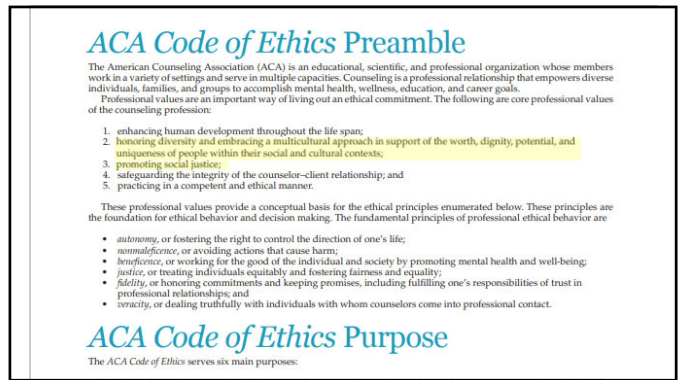 ACA Code of Ethics Preamble
The American Counseling Association (ACA) is an educational, scientific, and professional organization whose members
work in a variety of settings and serve in multiple capacities. Counseling is a professional relationship that empowers diverse
individuals, families, and groups to accomplish mental health, wellness, education, and career goals.
Professional values are an important way of living out an ethical commitment. The following are core professional values
of the counseling profession:
1. enhancing human development throughout the life span;
2. honoring diversity and embracing a multicultural approach in support of the worth, dignity, potential, and
uniqueness of people within their social and cultural contexts;
3. promoting social justice;
4. safeguarding the integrity of the counselor–client relationship; and
5. practicing in a competent and ethical manner.
These professional values provide a conceptual basis for the ethical principles enumerated below. These principles are
the foundation for ethical behavior and decision making. The fundamental principles of professional ethical behavior are
• autonomy, or fostering the right to control the direction of one's life;
• nonmaleficence, or avoiding actions that cause harm;
• beneficence, or working for the good of the individual and society by promoting mental health and well-being;
• justice, or treating individuals equitably and fostering fairness and equality;
• fidelity, or honoring commitments and keeping promises, including fulfilling one's responsibilities of trust in
professional relationships; and
• veracity, or dealing truthfully with individuals with whom counselors come into professional contact.
ACA Code of Ethics Purpose
The ACA Code of Ethics serves six main purposes: